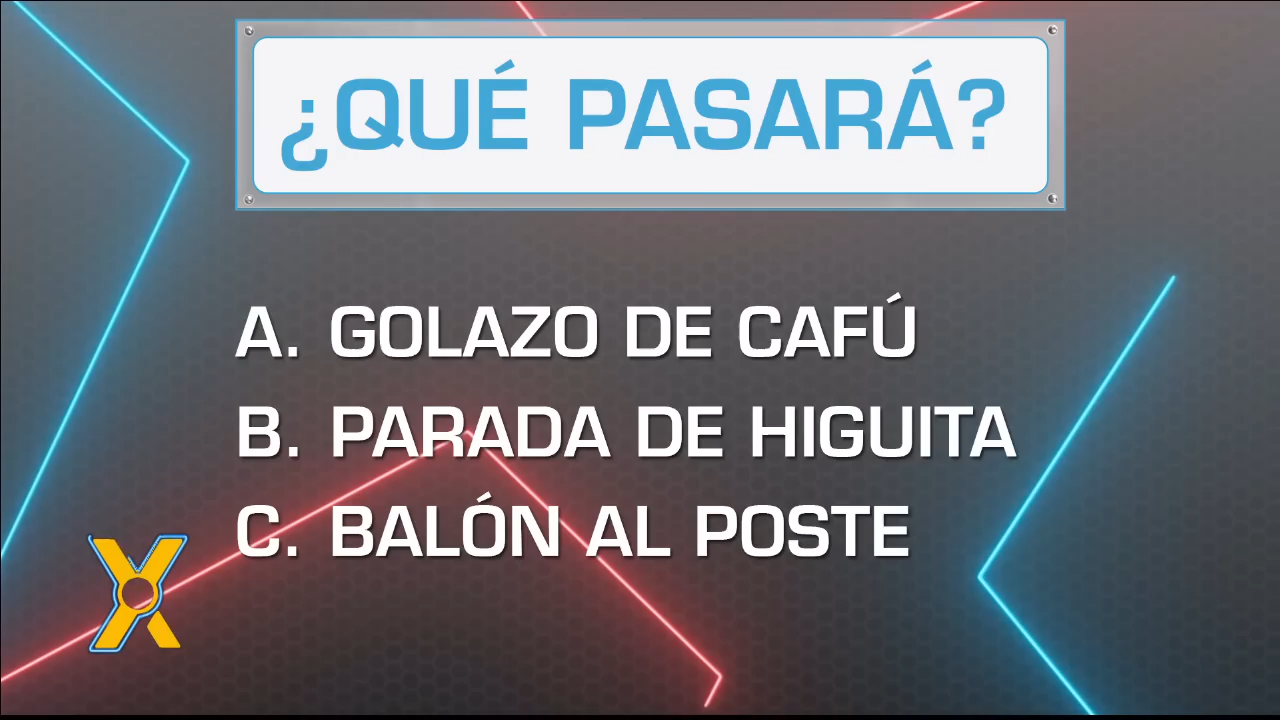 ¿QUÉ PASARÁ?
A. GOLAZO DE CAFÚ
B. PARADA DE HIGUITA
C. BALÓN AL POSTE